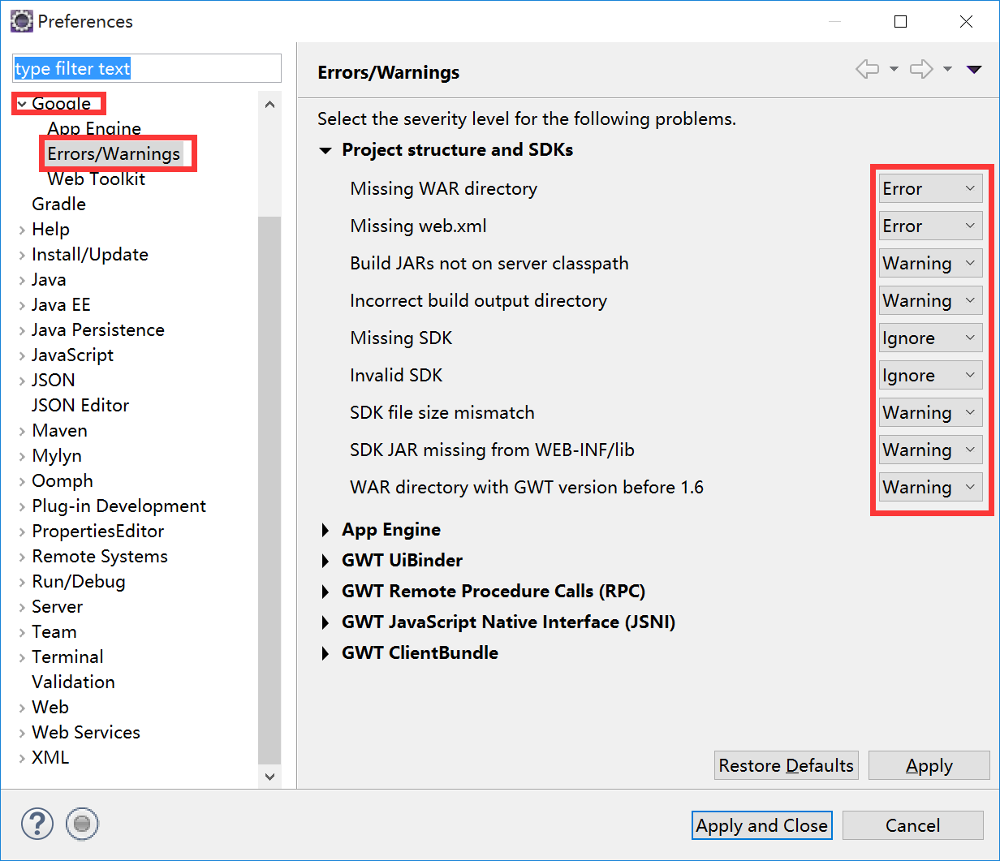 Preferences
type filter text
Google
App Engine
Errors/Warnings
Web Toolkit
Gradle
Help
Install/Update
Java
Java EE
Java Persistence
JavaScript
JSON
JSON Editor
Maven
Mylyn
Oomph
Plug-in Development
PropertiesEditor
Remote Systems
Run/Debug
Server
Team
Terminal
Validation
Web
Web Services
XML
Errors/Warnings
Select the severity level for the following problems.
Project structure and SDKs
Missing WAR directory Error
Missing web.xml Error
Build JARs not on server classpath Warning
Incorrect build output directory Warning
Missing SDK Ignore
Invalid SDK Ignore
SDK file size mismatch Warning
SDK JAR missing from WEB-INF/lib Warning
WAR directory with GWT version before 1.6 Warning
App Engine
GWT UiBinder
GWT Remote Procedure Calls (RPC)
GWT JavaScript Native Interface (JSNI)
GWT ClientBundle
Restore Defaults Apply
? Apply and Close Cancel